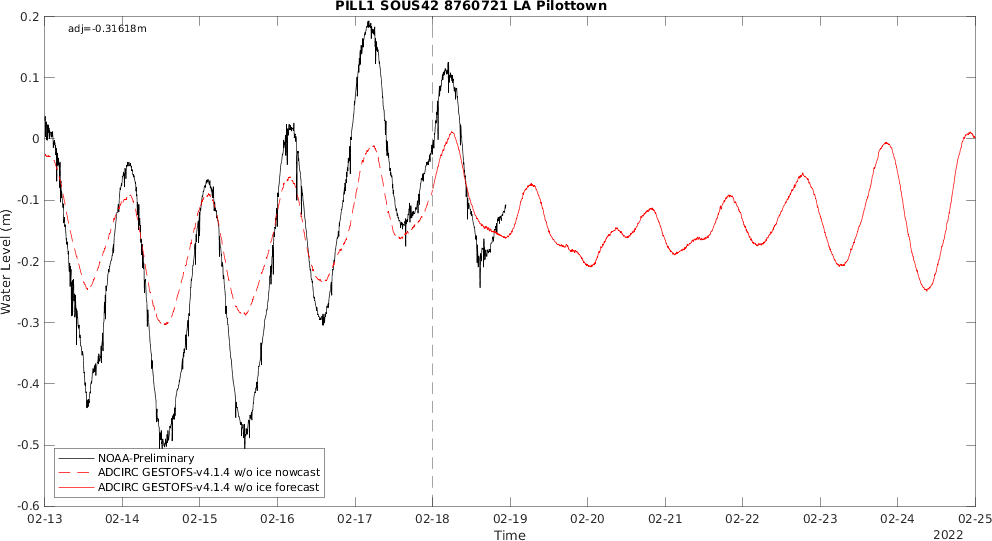 PILL1 SOUS42 8760721 LA Pilottown
adj=-0.31618m
0.2
0.1
0
-0.1
-0.2
-0.3
-0.4
-0.5
-0.6
Water Level (m)
NOAA-Preliminary
ADCIRC GESTOFS-v4.1.4 w/o ice nowcast
ADCIRC GESTOFS-v4.1.4 w/o ice forecast
02-13 02-14 02-15 02-16 02-17 02-18 02-19 02-20 02-21 02-22 02-23 02-24 02-25
Time
2022